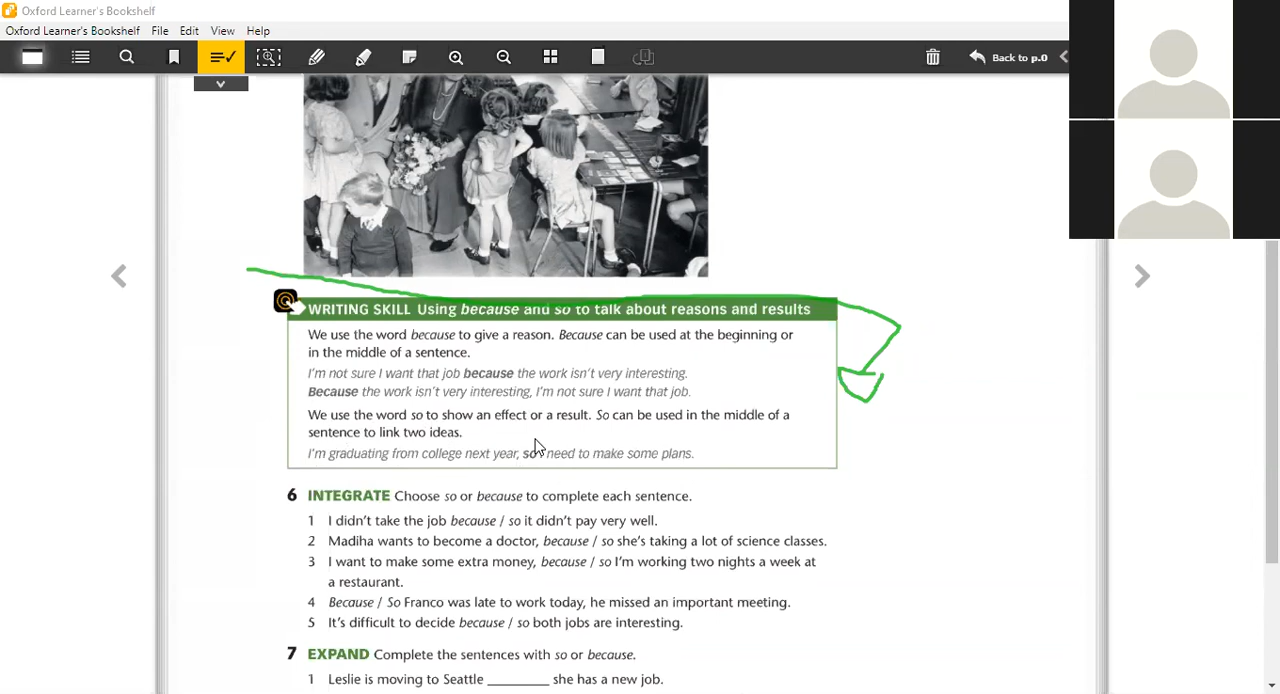 Oxford Learner's Bookshelf
Oxford Learner's Bookshelf File Edit View Help
Back to p.0
WRITING SKILL Using because and so to talk about reasons and results
We use the word because to give a reason. Because can be used at the beginning or
in the middle of a sentence.
I'm not sure I want that job because the work isn't very interesting.
Because the work isn't very interesting, I'm not sure I want that job.
We use the word so to show an effect or a result. So can be used in the middle of a
sentence to link two ideas.
I'm graduating from college next year, so need to make some plans.
6 INTEGRATE Choose so or because to complete each sentence.
1 I didn't take the job because / so it didn't pay very well.
2 Madiha wants to become a doctor, because / so she's taking a lot of science classes.
3 I want to make some extra money, because / so I'm working two nights a week at
a restaurant.
4 Because / So Franco was late to work today, he missed an important meeting.
5 It's difficult to decide because / so both jobs are interesting.
7 EXPAND Complete the sentences with so or because.
1 Leslie is moving to Seattle ________ she has a new job.